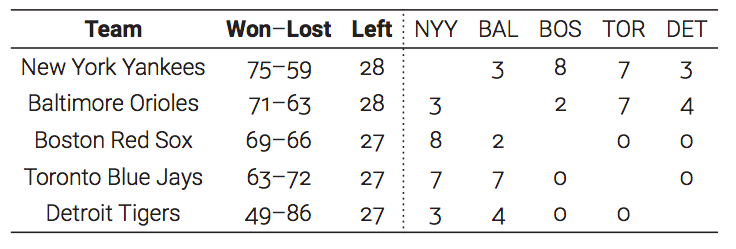 Team Won–Lost Left NYY BAL BOS TOR DET
New York Yankees 75–59 28 3 8 7 3
Baltimore Orioles 71–63 28 3 2 7 4
Boston Red Sox 69–66 27 8 2 0 0
Toronto Blue Jays 63–72 27 7 7 0 0
Detroit Tigers 49–86 27 3 4 0 0